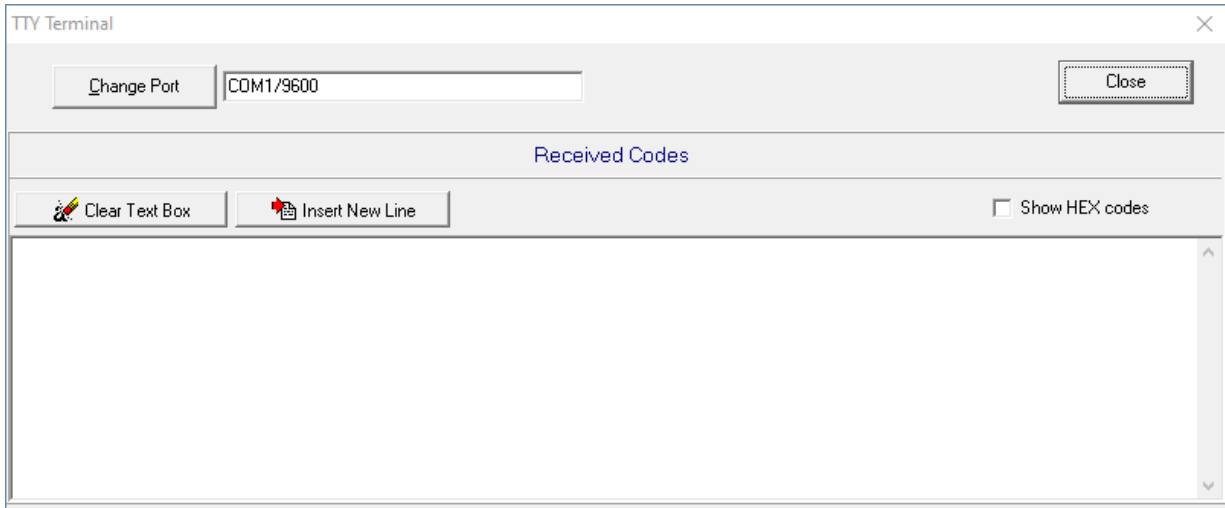 TTY Terminal
Change Port COM1/9600 Close
Received Codes
Clear Text Box Insert New Line Show HEX codes